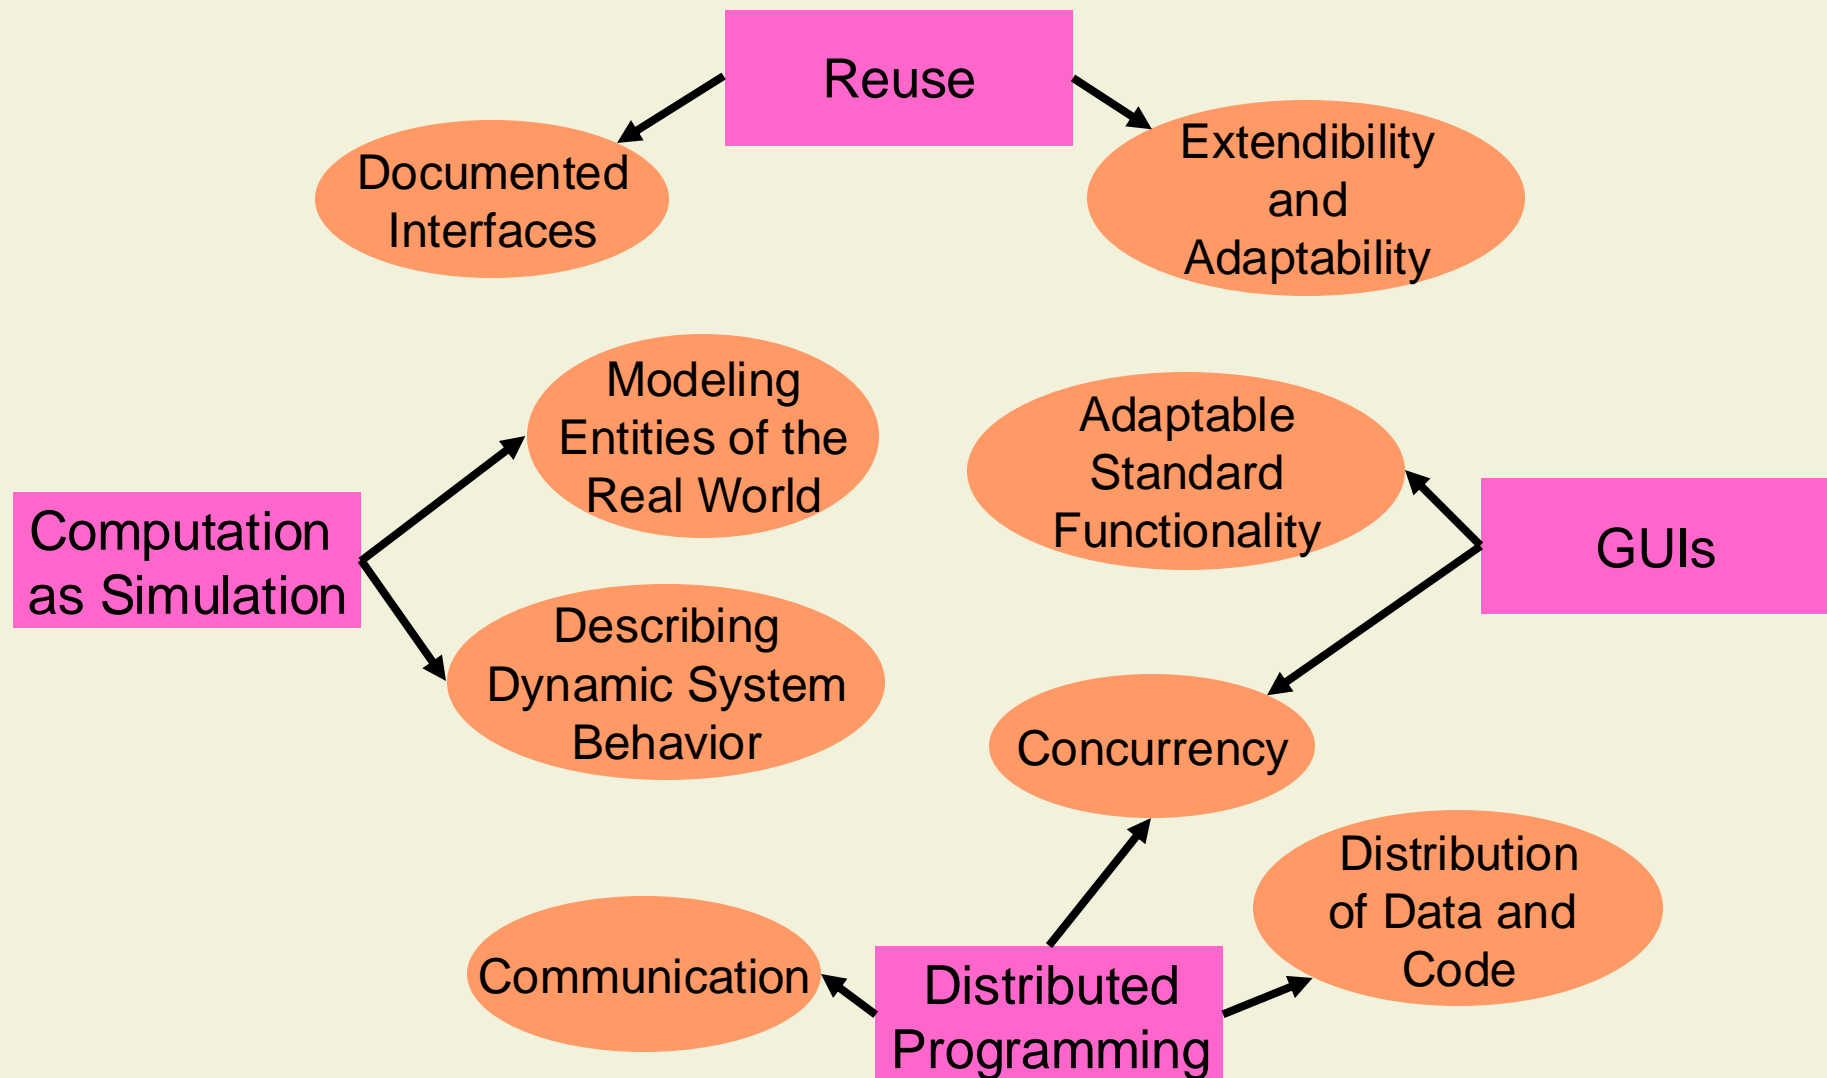 Reuse
Documented
Interfaces
Extendibility
and
Adaptability
Modeling
Entities of the
Real World
Adaptable
Standard
Functionality
Computation
as Simulation
GUIs
Describing
Dynamic System
Behavior
Concurrency
Distribution
of Data and
Code
Communication
Distributed
Programming